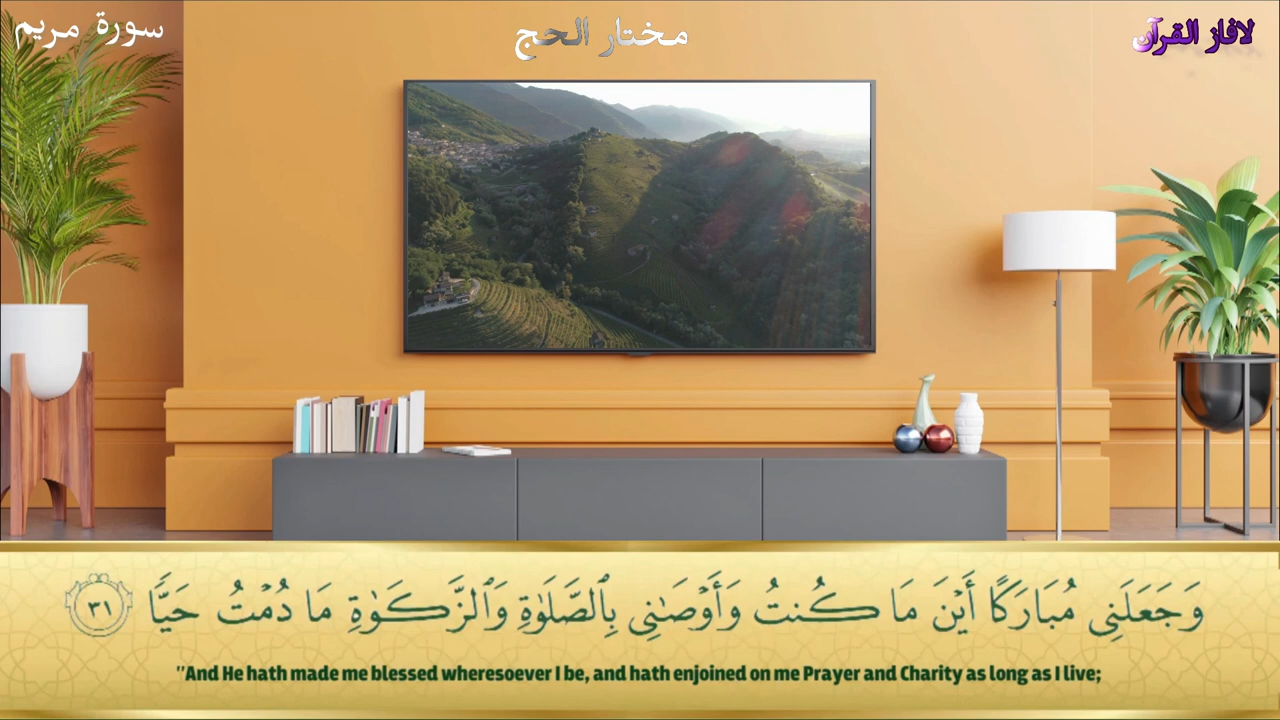 سورة مريم
مختار الحج
لافاز القرآن
وَجَعَلَنِي مُبَارَكًا أَيْنَ مَا كُنتُ وَأَوْصَٰنِي بِٱلصَّلَوٰةِ وَٱلزَّكَوٰةِ مَا دُمْتُ حَيًّا ٣١
"And He hath made me blessed wheresoever I be, and hath enjoined on me Prayer and Charity as long as I live;